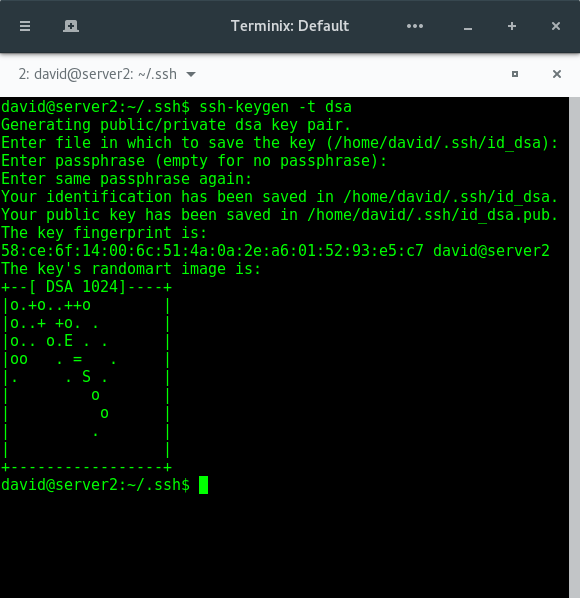 Terminix: Default
2: david@server2: ~/.ssh
david@server2:~/.ssh$ ssh-keygen -t dsa
Generating public/private dsa key pair.
Enter file in which to save the key (/home/david/.ssh/id_dsa):
Enter passphrase (empty for no passphrase):
Enter same passphrase again:
Your identification has been saved in /home/david/.ssh/id_dsa.
Your public key has been saved in /home/david/.ssh/id_dsa.pub.
The key fingerprint is:
58:ce:6f:14:00:6c:51:4a:0a:2e:a6:01:52:93:e5:c7 david@server2
The key's randomart image is:
+--[ DSA 1024]----+
|o.+o..++o        |
|o..+ +o. .       |
|o.. o.E . .      |
|oo   . =   .     |
|.     . S .      |
|         o       |
|          o      |
|         .       |
|                 |
+-----------------+
david@server2:~/.ssh$